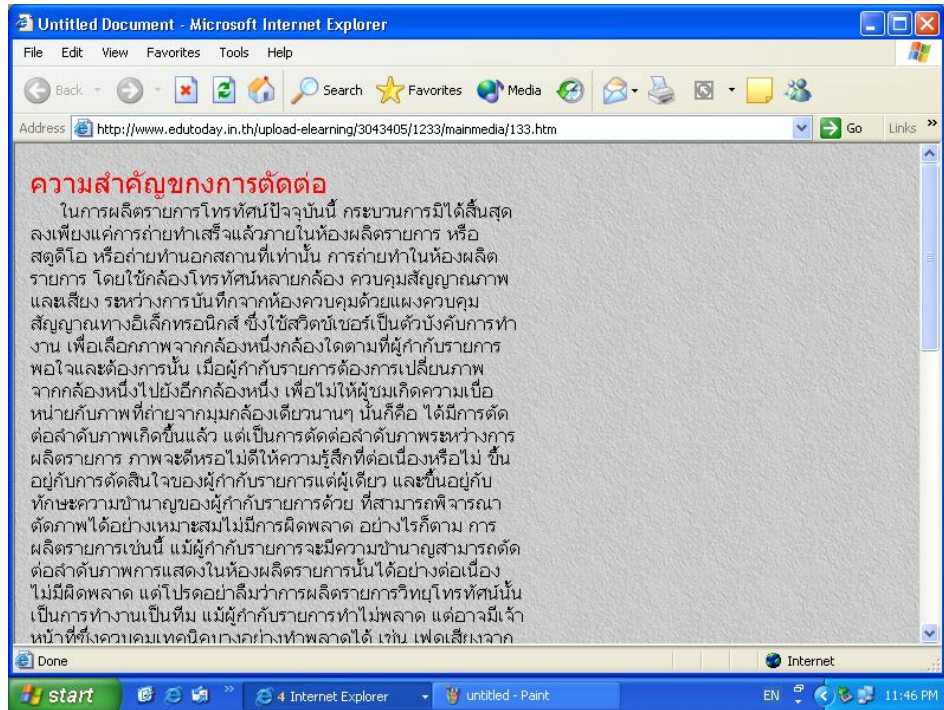 Untitled Document - Microsoft Internet Explorer
File Edit View Favorites Tools Help
Back Search Favorites Media
Address http://www.edutoday.in.th/upload-elearning/3043405/1233/mainmedia/133.htm Go Links »
ความสำคัญขกงการตัดต่อ
ในการผลิตรายการโทรทัศน์ปัจจุบันนี้ กระบวนการมิได้สิ้นสุด
ลงเพียงแค่การถ่ายทำเสร็จแล้วภายในห้องผลิตรายการ หรือ
สตูดิโอ หรือถ่ายทำนอกสถานที่เท่านั้น การถ่ายทำในห้องผลิต
รายการ โดยใช้กล้องโทรทัศน์หลายกล้อง ควบคุมสัญญาณภาพ
และเสียง ระหว่างการบันทึกจากห้องควบคุมด้วยแผงควบคุม
สัญญาณทางอิเล็กทรอนิกส์ ซึ่งใช้สวิตช์เชอร์เป็นตัวบังคับการทำ
งาน เพื่อเลือกภาพจากกล้องหนึ่งกล้องใดตามที่ผู้กำกับรายการ
พอใจและต้องการนั้น เมื่อผู้กำกับรายการต้องการเปลี่ยนภาพ
จากกล้องหนึ่งไปยังอีกกล้องหนึ่ง เพื่อไม่ให้ผู้ชมเกิดความเบื่อ
หน่ายกับภาพที่ถ่ายจากมุมกล้องเดียวนานๆ นั่นก็คือ ได้มีการตัด
ต่อลำดับภาพเกิดขึ้นแล้ว แต่เป็นการตัดต่อลำดับภาพระหว่างการ
ผลิตรายการ ภาพจะดีหรอไม่ดีให้ความรู้สึกที่ต่อเนื่องหรือไม่ ขึ้น
อยู่กับการตัดสินใจของผู้กำกับรายการแต่ผู้เดียว และขึ้นอยู่กับ
ทักษะความชำนาญของผู้กำกับรายการด้วย ที่สามารถพิจารณา
ตัดภาพได้อย่างเหมาะสมไม่มีการผิดพลาด อย่างไรก็ตาม การ
ผลิตรายการเช่นนี้ แม้ผู้กำกับรายการจะมีความชำนาญสามารถตัด
ต่อลำดับภาพการแสดงในห้องผลิตรายการนั้นได้อย่างต่อเนื่อง
ไม่มีผิดพลาด แต่โปรดอย่าลืมว่าการผลิตรายการวิทยุโทรทัศน์นั้น
เป็นการทำงานเป็นทีม แม้ผู้กำกับรายการทำไม่พลาด แต่อาจมีเจ้า
หน้าที่ซึ่งควบคุมเทคนิคบางอย่างทำพลาดได้ เช่น เฟดเสียงจาก
Done Internet
start » 4 Internet Explorer untitled - Paint EN 11:46 PM